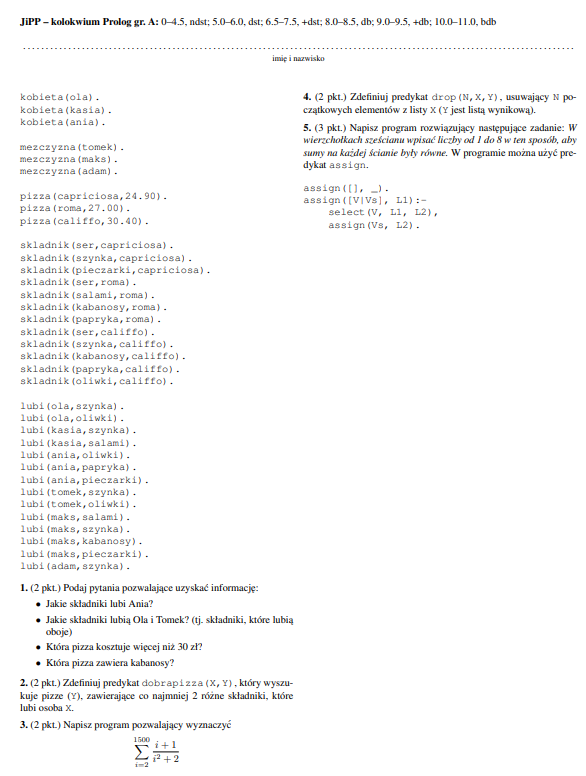 JiPP – kolokwium Prolog gr. A: 0–4.5, ndst; 5.0–6.0, dst; 6.5–7.5, +dst; 8.0–8.5, db; 9.0–9.5, +db; 10.0–11.0, bdb
imię i nazwisko
kobieta(ola).
kobieta(kasia).
kobieta(ania).
mezczyzna(tomek).
mezczyzna(maks).
mezczyzna(adam).
pizza(capriciosa,24.90).
pizza(roma,27.00).
pizza(califfo,30.40).
skladnik(ser,capriciosa).
skladnik(szynka,capriciosa).
skladnik(pieczarki,capriciosa).
skladnik(ser,roma).
skladnik(salami,roma).
skladnik(kabanosy,roma).
skladnik(papryka,roma).
skladnik(ser,califfo).
skladnik(szynka,califfo).
skladnik(kabanosy,califfo).
skladnik(papryka,califfo).
skladnik(oliwki,califfo).
lubi(ola,szynka).
lubi(ola,oliwki).
lubi(kasia,szynka).
lubi(kasia,salami).
lubi(ania,oliwki).
lubi(ania,papryka).
lubi(ania,pieczarki).
lubi(tomek,szynka).
lubi(tomek,oliwki).
lubi(maks,salami).
lubi(maks,szynka).
lubi(maks,kabanosy).
lubi(maks,pieczarki).
lubi(adam,szynka).
1. (2 pkt.) Podaj pytania pozwalające uzyskać informację:
• Jakie składniki lubi Ania?
• Jakie składniki lubią Ola i Tomek? (tj. składniki, które lubią
oboje)
• Która pizza kosztuje więcej niż 30 zł?
• Która pizza zawiera kabanosy?
2. (2 pkt.) Zdefiniuj predykat dobrapizza(X,Y), który wyszu-
kuje pizze (Y), zawierające co najmniej 2 różne składniki, które
lubi osoba X.
3. (2 pkt.) Napisz program pozwalający wyznaczyć
1500
∑ i + 1
i² + 2
i=2
4. (2 pkt.) Zdefiniuj predykat drop(N,X,Y), usuwający N po-
czątkowych elementów z listy X (Y jest listą wynikową).
5. (3 pkt.) Napisz program rozwiązujący następujące zadanie: W
wierzchołkach sześcianu wpisać liczby od 1 do 8 w ten sposób, aby
sumy na każdej ścianie były równe. W programie można użyć pre-
dykat assign.
assign([], _).
assign([V|Vs], L1):-
select(V, L1, L2),
assign(Vs, L2).